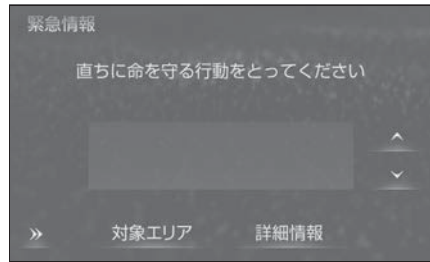 緊急情報
直ちに命を守る行動をとってください
対象エリア 詳細情報